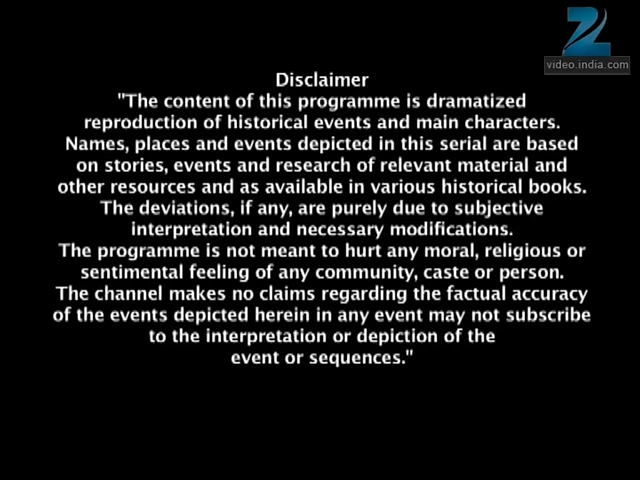 Z
video.india.com
Disclaimer
"The content of this programme is dramatized
reproduction of historical events and main characters.
Names, places and events depicted in this serial are based
on stories, events and research of relevant material and
other resources and as available in various historical books.
The deviations, if any, are purely due to subjective
interpretation and necessary modifications.
The programme is not meant to hurt any moral, religious or
sentimental feeling of any community, caste or person.
The channel makes no claims regarding the factual accuracy
of the events depicted herein in any event may not subscribe
to the interpretation or depiction of the
event or sequences."